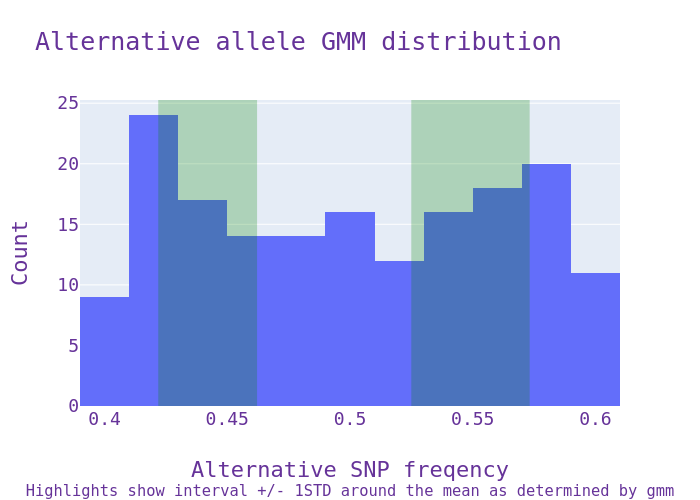 Alternative allele GMM distribution
25
20
15
10
5
0
Count
0.4 0.45 0.5 0.55 0.6
Alternative SNP freqency
Highlights show interval +/- 1STD around the mean as determined by gmm